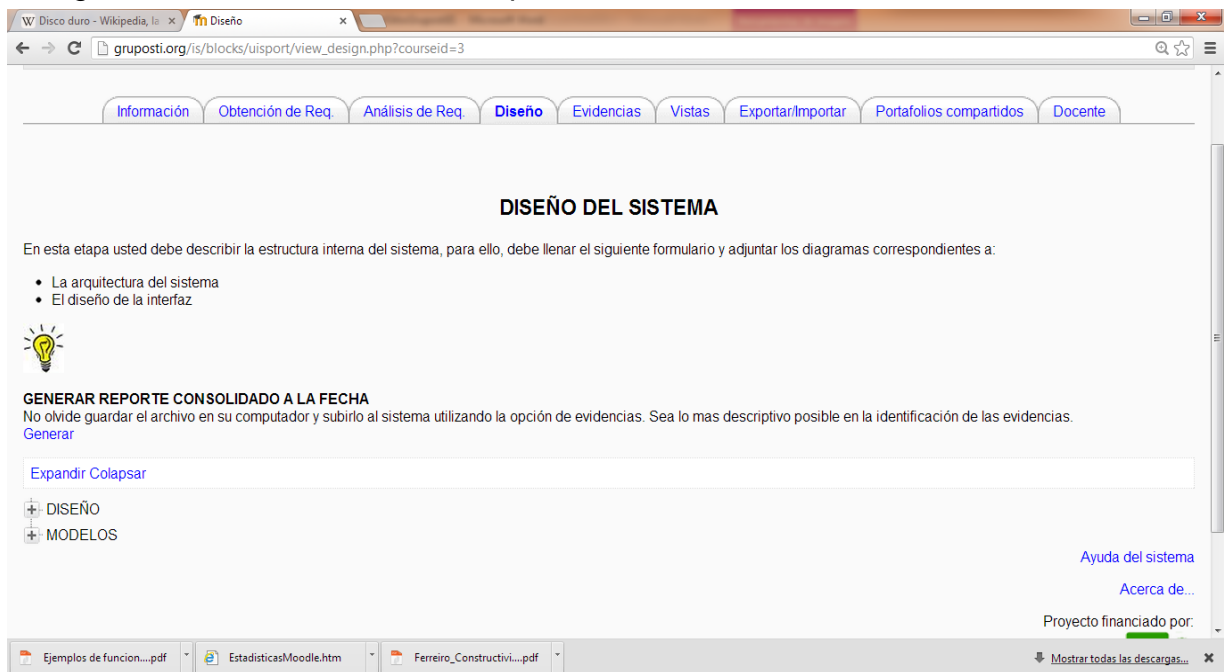 Disco duro - Wikipedia, la
Diseño
gruposti.org/is/blocks/uisport/view_design.php?courseid=3
Información Obtención de Req. Análisis de Req. Diseño Evidencias Vistas Exportar/Importar Portafolios compartidos Docente
DISEÑO DEL SISTEMA
En esta etapa usted debe describir la estructura interna del sistema, para ello, debe llenar el siguiente formulario y adjuntar los diagramas correspondientes a:
• La arquitectura del sistema
• El diseño de la interfaz
GENERAR REPORTE CONSOLIDADO A LA FECHA
No olvide guardar el archivo en su computador y subirlo al sistema utilizando la opción de evidencias. Sea lo mas descriptivo posible en la identificación de las evidencias.
Generar
Expandir Colapsar
DISEÑO
MODELOS
Ayuda del sistema
Acerca de...
Proyecto financiado por:
Ejemplos de funcion....pdf EstadisticasMoodle.htm Ferreiro_Constructivi....pdf Mostrar todas las descargas...